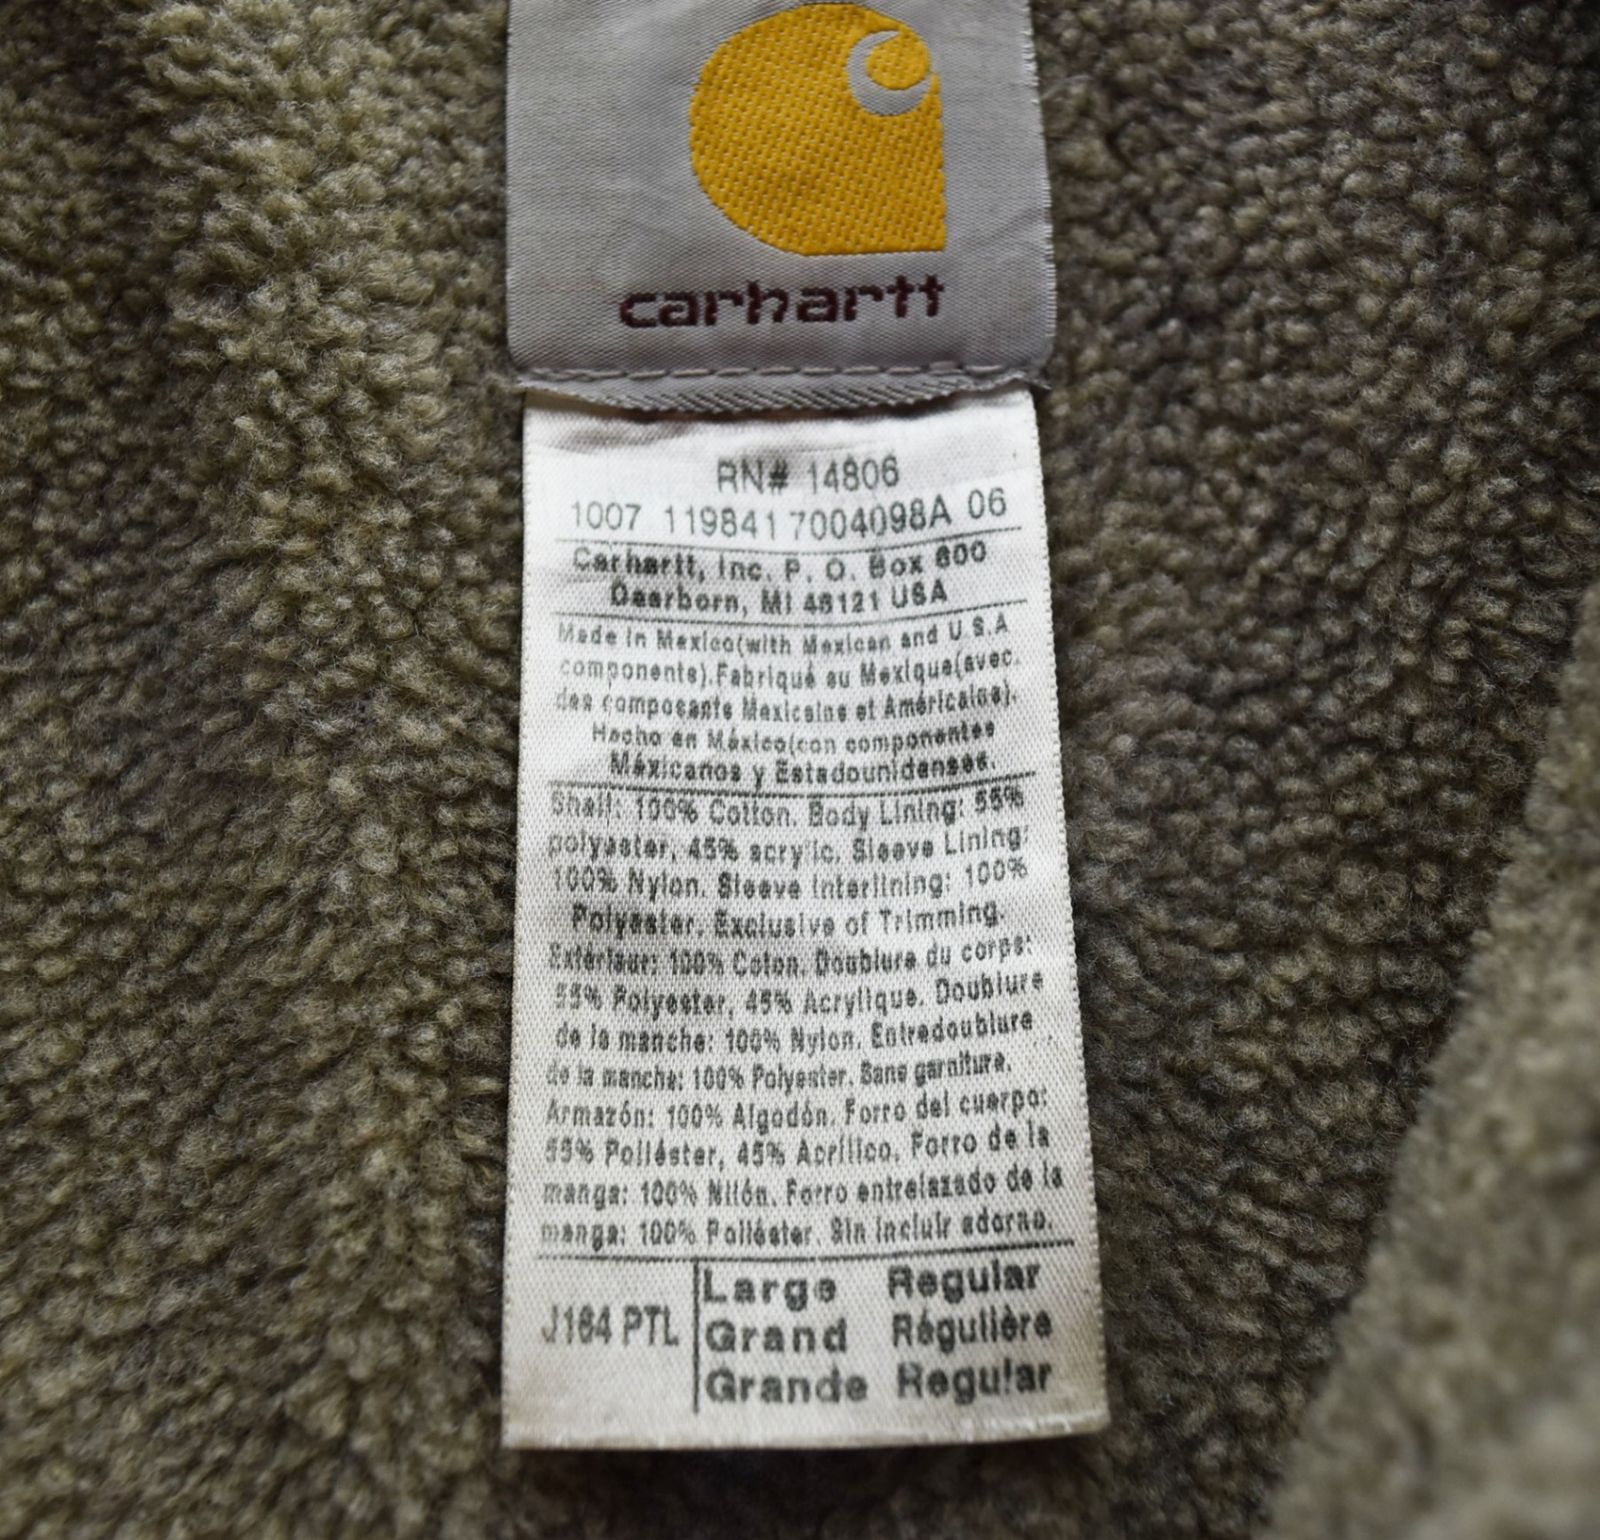 carhartt
RN# 14806
1007 119841 7004098A 06
Carhartt, Inc. P. O. Box 600
Dearborn, MI 48121 USA
Made in Mexico(with Mexican and U.S.A
components).Fabriqué au Mexique(avec.
des composants Mexicains et Américains).
Hecho en México(con componentes
Méxicanos y Estadounidenses.
Shell: 100% Cotton. Body Lining: 55%
polyester, 45% acrylic. Sleeve Lining:
100% Nylon. Sleeve Interlining: 100%
Polyester. Exclusive of Trimming.
Extérieur: 100% Coton. Doublure du corps:
55% Polyester, 45% Acrylique. Doublure
de la manche: 100% Nylon. Entredoublure
de la manche: 100% Polyester. Sans garniture.
Armazón: 100% Algodón. Forro del cuerpo:
55% Poliéster, 45% Acrílico. Forro de la
manga: 100% Nilón. Forro entrelazado de la
manga: 100% Poliéster. Sin incluir adorno.
J164 PTL
Large Regular
Grand Régulière
Grande Regular